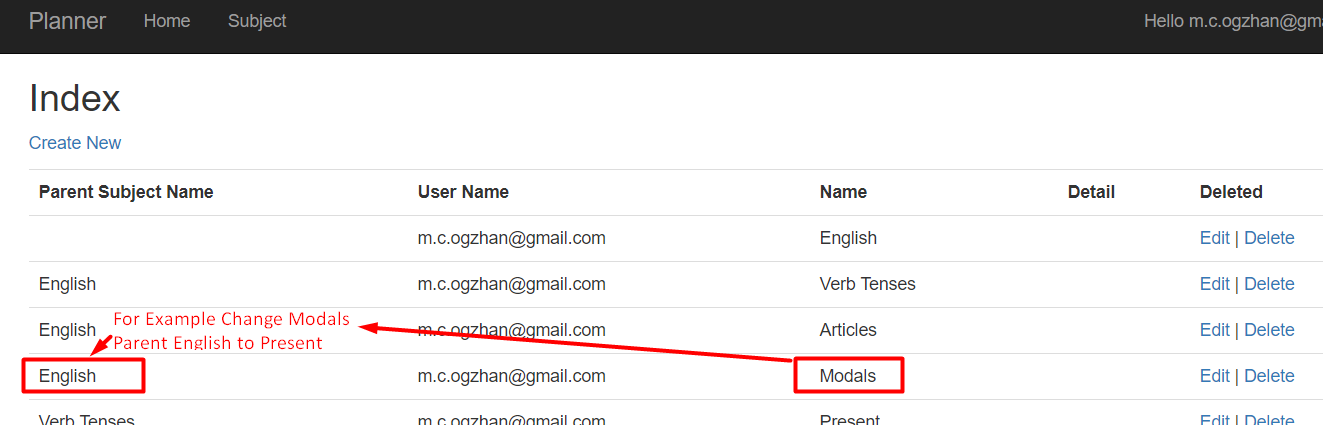 Planner Home Subject Hello m.c.ogzhan@gma
Index
Create New
Parent Subject Name User Name Name Detail Deleted
m.c.ogzhan@gmail.com English Edit | Delete
English m.c.ogzhan@gmail.com Verb Tenses Edit | Delete
For Example Change Modals
English m.c.ogzhan@gmail.com Articles Edit | Delete
Parent English to Present
English m.c.ogzhan@gmail.com Modals Edit | Delete
Verb Tenses m.c.ogzhan@gmail.com Present Edit | Delete